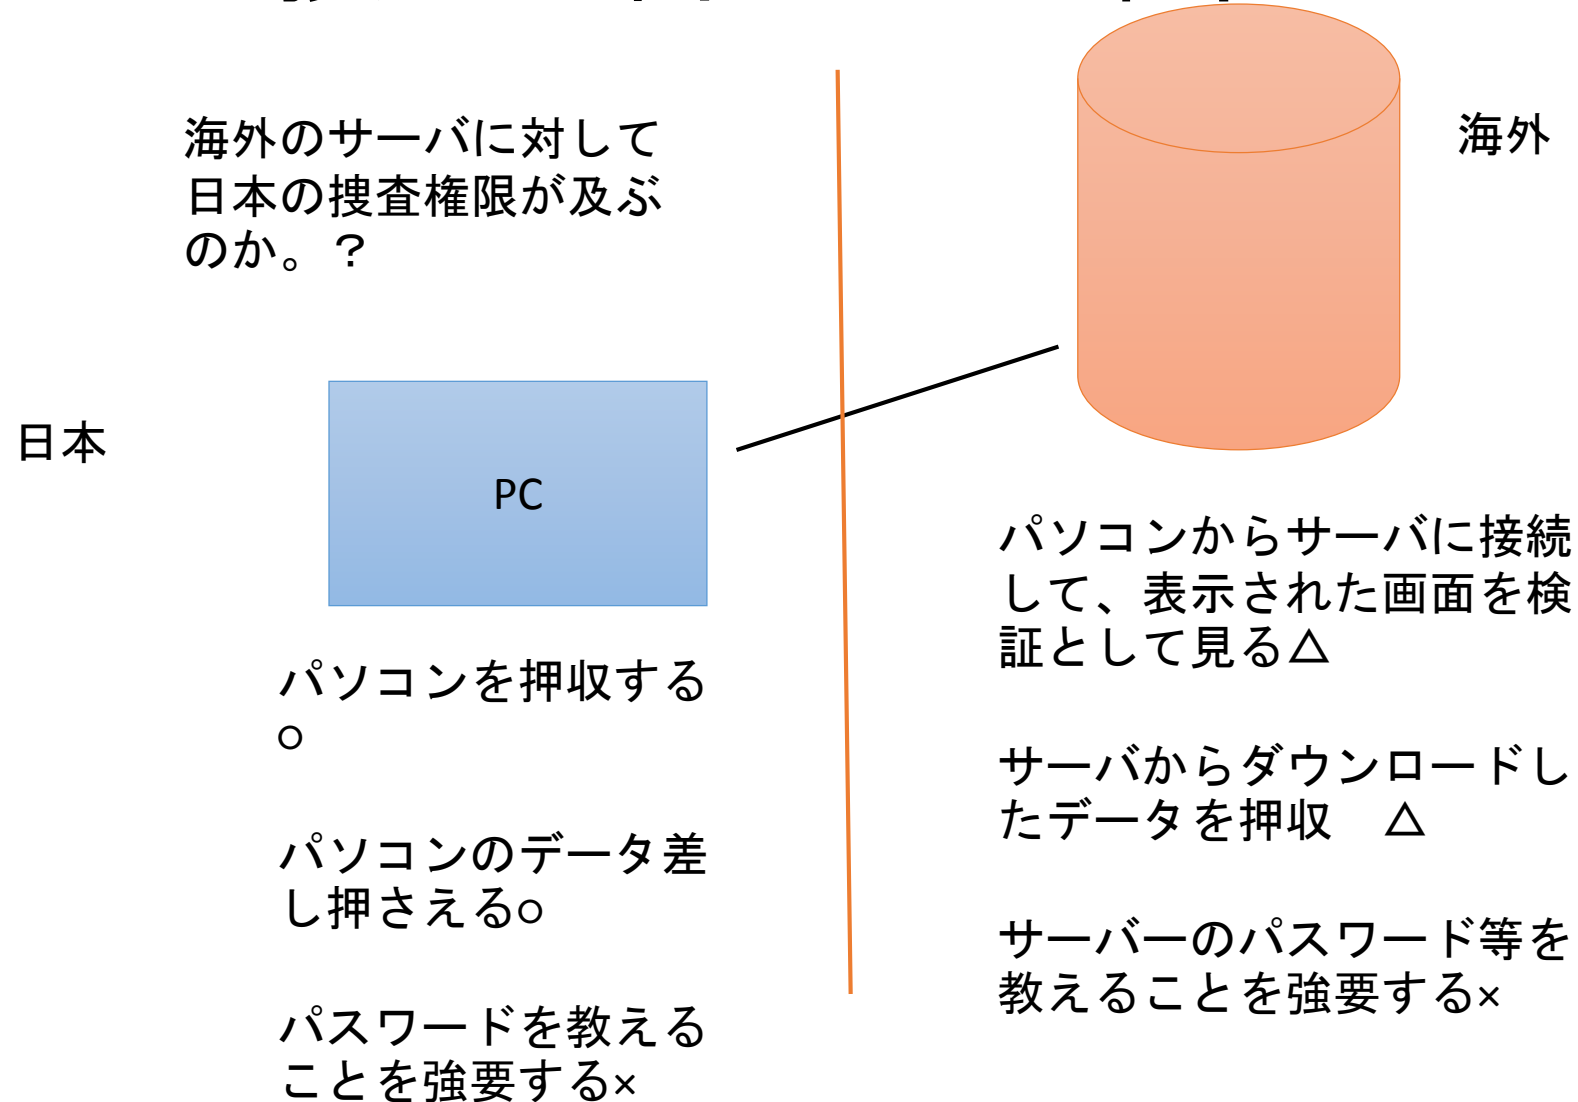 海外のサーバに対して
日本の捜査権限が及ぶ
のか。？
海外
日本
PC
パソコンを押収する
○
パソコンのデータ差
し押さえる○
パスワードを教える
ことを強要する×
パソコンからサーバに接続
して、表示された画面を検
証として見る△
サーバからダウンロードし
たデータを押収　△
サーバーのパスワード等を
教えることを強要する×